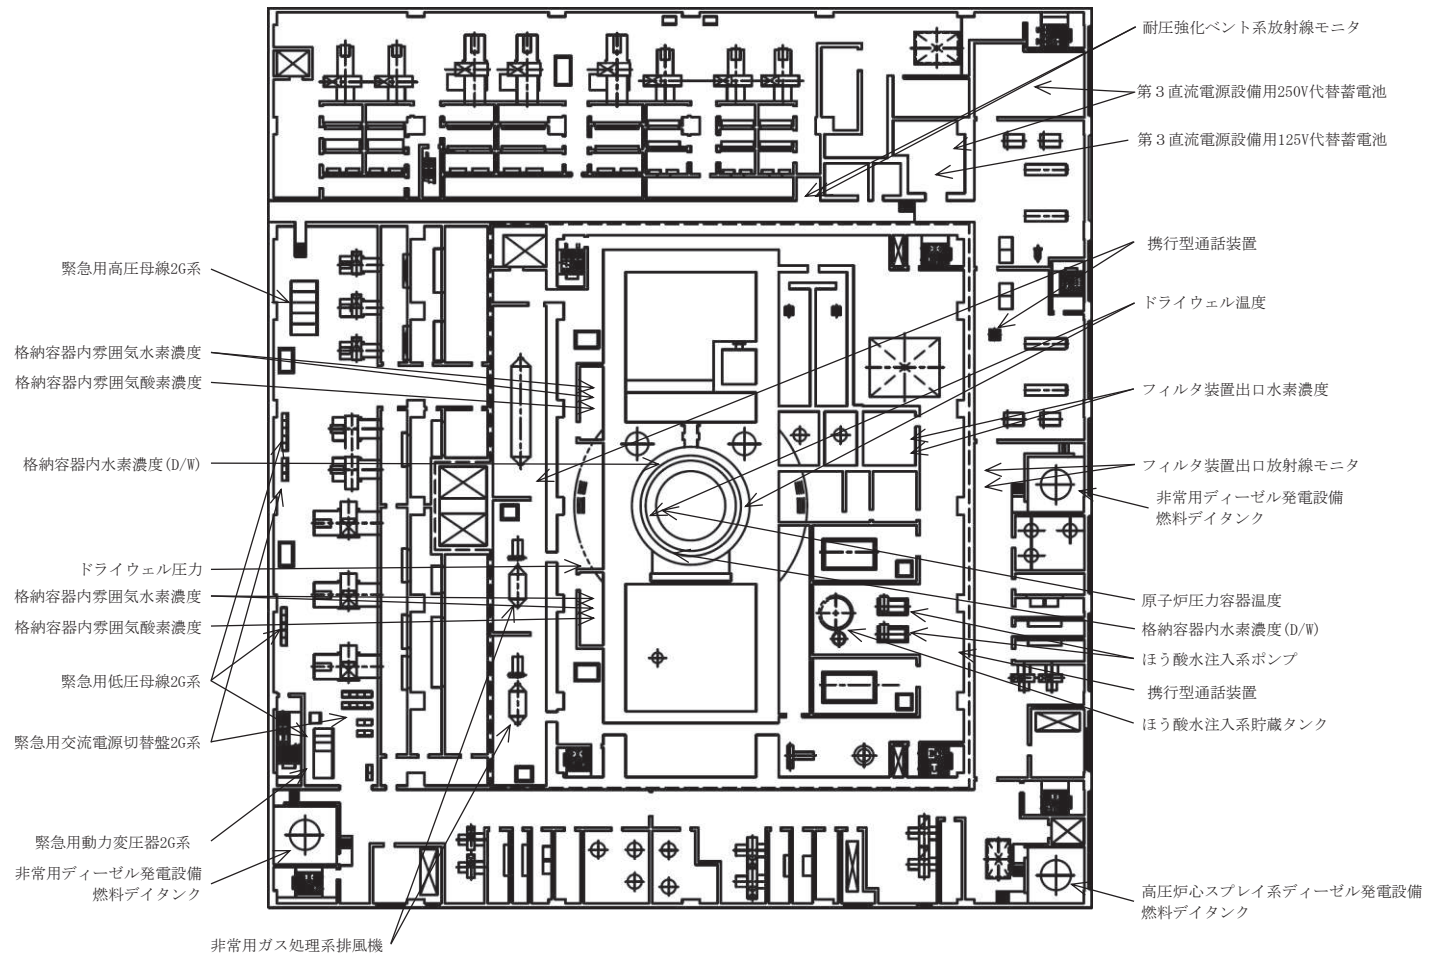 耐圧強化ベント系放射線モニタ
第３直流電源設備用250V代替蓄電池
第３直流電源設備用125V代替蓄電池
携行型通話装置
ドライウェル温度
フィルタ装置出口水素濃度
フィルタ装置出口放射線モニタ
非常用ディーゼル発電設備
燃料デイタンク
原子炉圧力容器温度
格納容器内水素濃度(D/W)
ほう酸水注入系ポンプ
携行型通話装置
ほう酸水注入系貯蔵タンク
高圧炉心スプレイ系ディーゼル発電設備
燃料デイタンク
緊急用高圧母線2G系
格納容器内雰囲気水素濃度
格納容器内雰囲気酸素濃度
格納容器内水素濃度(D/W)
ドライウェル圧力
格納容器内雰囲気水素濃度
格納容器内雰囲気酸素濃度
緊急用低圧母線2G系
緊急用交流電源切替盤2G系
緊急用動力変圧器2G系
非常用ディーゼル発電設備
燃料デイタンク
非常用ガス処理系排風機